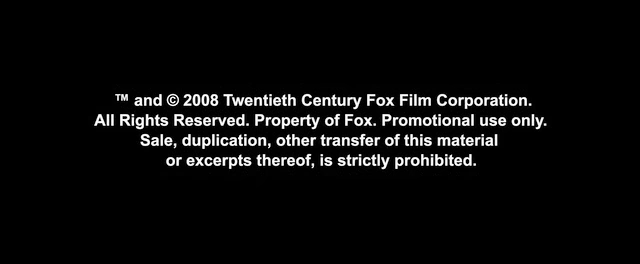 ™ and © 2008 Twentieth Century Fox Film Corporation.
All Rights Reserved. Property of Fox. Promotional use only.
Sale, duplication, other transfer of this material
or excerpts thereof, is strictly prohibited.